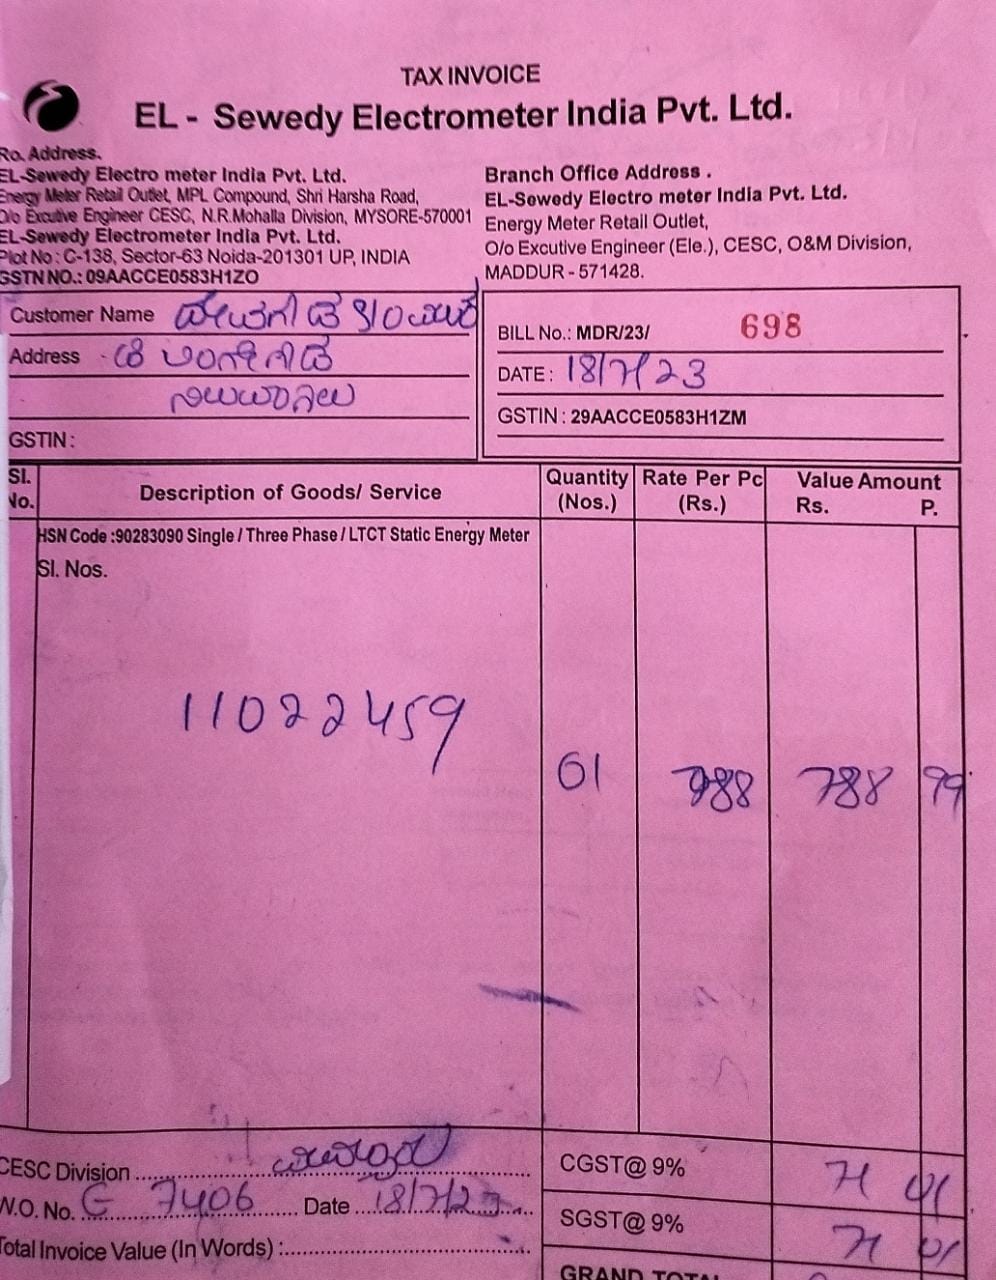 TAX INVOICE
EL - Sewedy Electrometer India Pvt. Ltd.
Ro. Address.
EL-Sewedy Electro meter India Pvt. Ltd.
Energy Meter Retail Outlet, MPL Compound, Shri Harsha Road,
O/o Excutive Engineer CESC, N.R.Mohalla Division, MYSORE-570001
EL-Sewedy Electrometer India Pvt. Ltd.
Plot No : C-138, Sector-63 Noida-201301 UP, INDIA
GSTN NO.: 09AACCE0583H1ZO
Branch Office Address .
EL-Sewedy Electro meter India Pvt. Ltd.
Energy Meter Retail Outlet,
O/o Excutive Engineer (Ele.), CESC, O&M Division,
MADDUR - 571428.
Customer Name
Address
GSTIN :
BILL No.: MDR/23/ 698
DATE : 18/7/23
GSTIN : 29AACCE0583H1ZM
Sl. No. Description of Goods/ Service Quantity (Nos.) Rate Per Pc (Rs.) Value Amount Rs. P.
HSN Code :90283090 Single / Three Phase / LTCT Static Energy Meter
Sl. Nos.
11022459
01 788 788 99
CESC Division
W.O. No. 7406 Date 18/7/23
Total Invoice Value (In Words) :
CGST@ 9% 71 01
SGST@ 9% 71 01
GRAND TOTAL